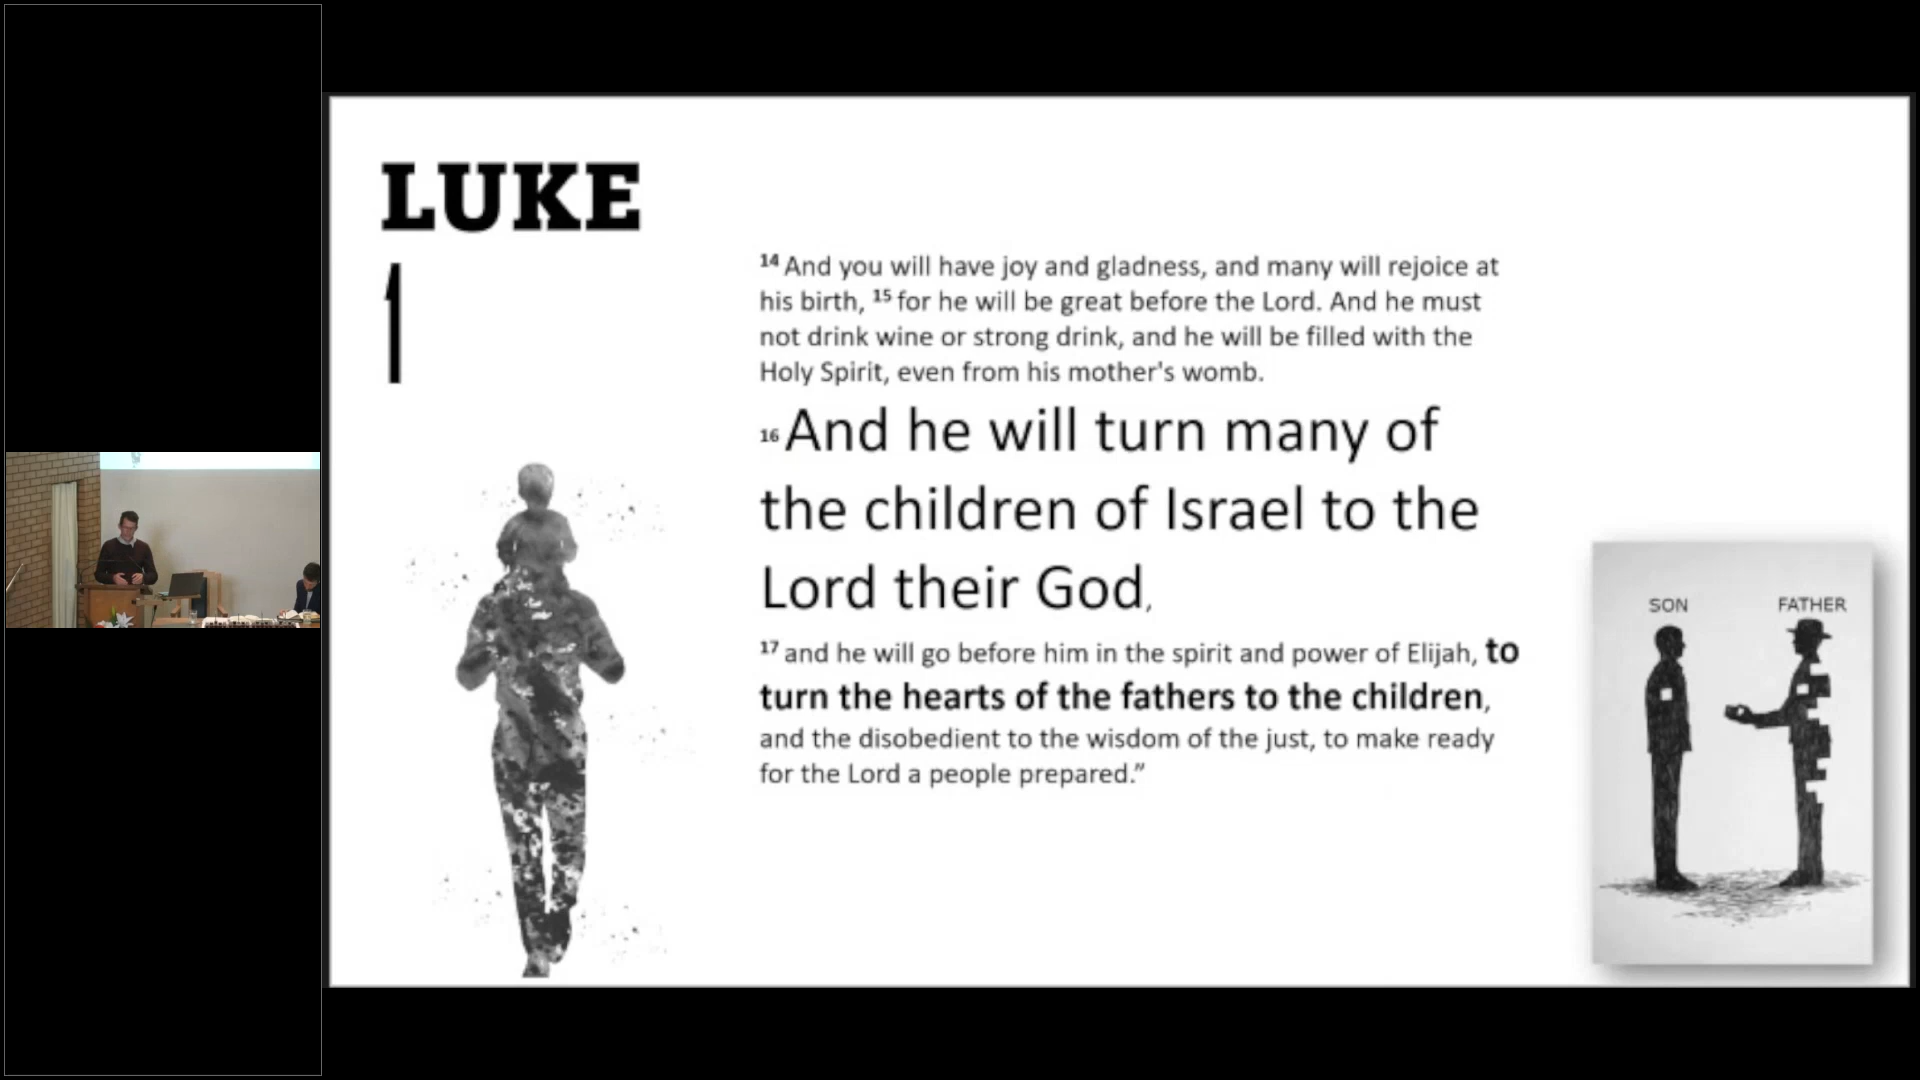 LUKE
1
14 And you will have joy and gladness, and many will rejoice at
his birth, 15 for he will be great before the Lord. And he must
not drink wine or strong drink, and he will be filled with the
Holy Spirit, even from his mother's womb.
16 And he will turn many of
the children of Israel to the
Lord their God,
17 and he will go before him in the spirit and power of Elijah, to
turn the hearts of the fathers to the children,
and the disobedient to the wisdom of the just, to make ready
for the Lord a people prepared.”
SON FATHER